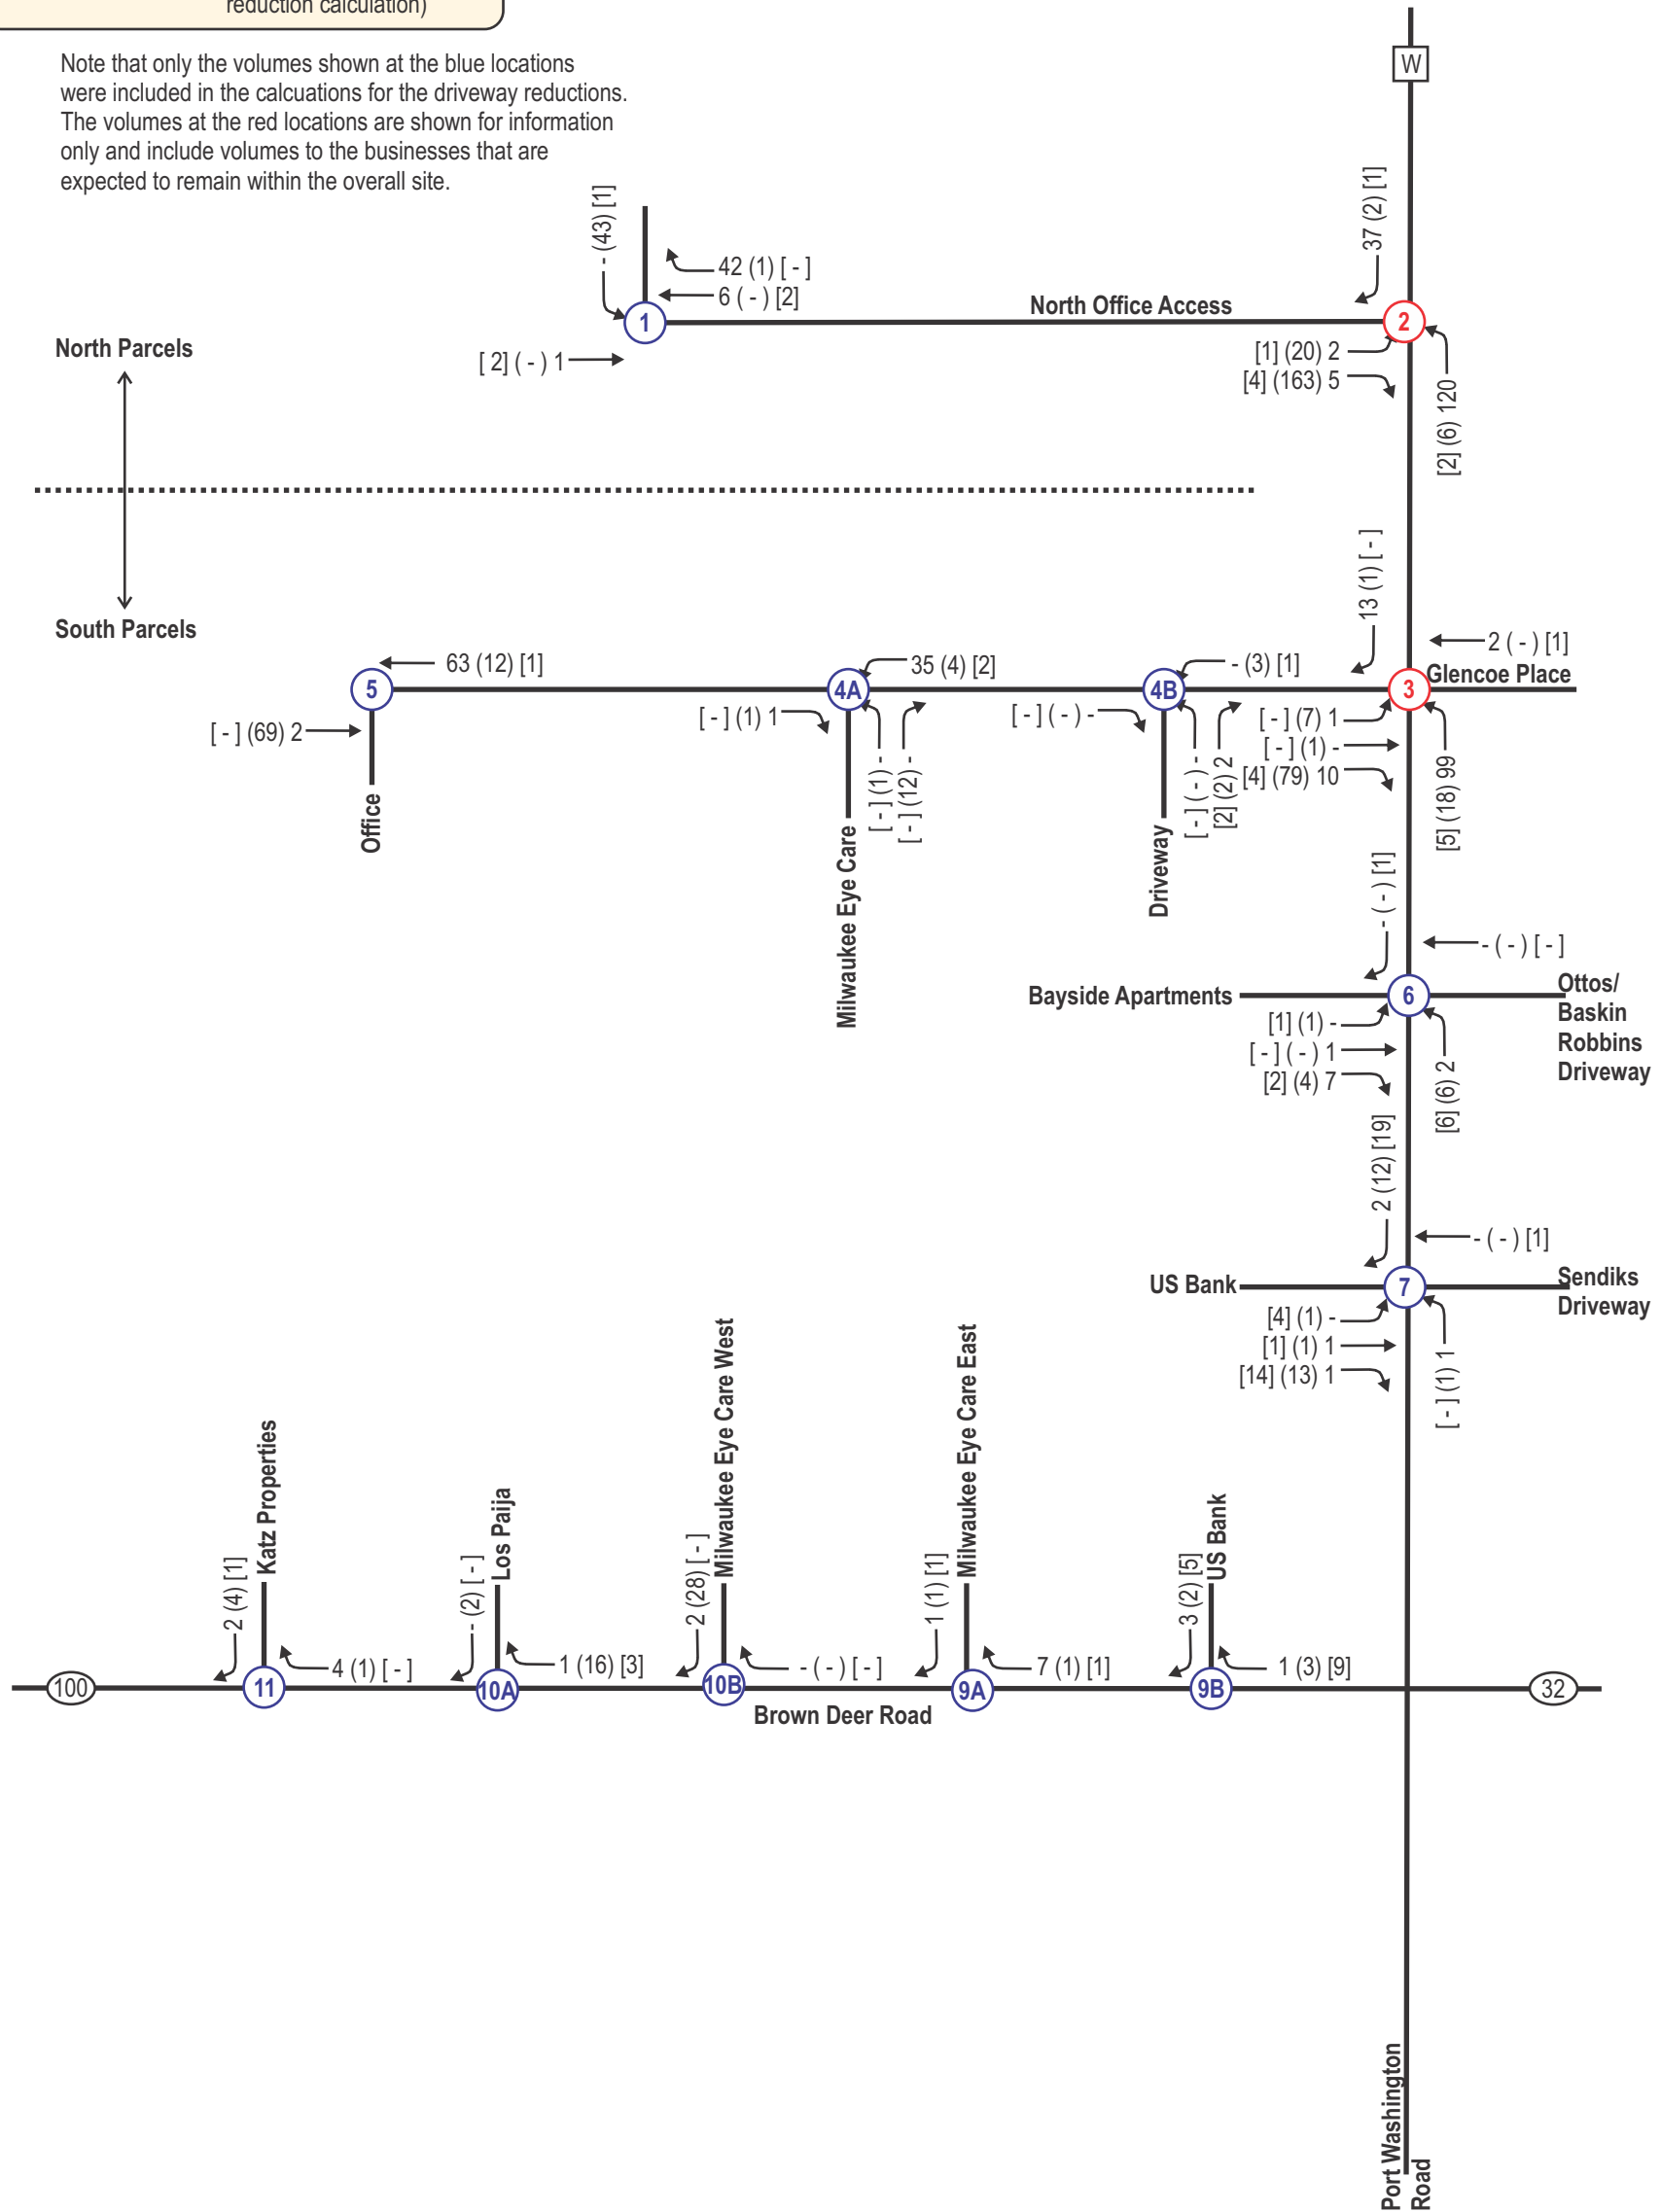 reduction calculation)
Note that only the volumes shown at the blue locations
were included in the calcuations for the driveway reductions.
The volumes at the red locations are shown for information
only and include volumes to the businesses that are
expected to remain within the overall site.
W
- (43) [1]
42 (1) [ - ]
6 ( - ) [2]
1
[ 2] ( - ) 1
North Office Access
37 (2) [1]
2
[1] (20) 2
[4] (163) 5
[2] (6) 120
North Parcels
South Parcels
13 (1) [ - ]
2 ( - ) [1]
Glencoe Place
3
[ - ] (7) 1
[ - ] (1) -
[4] (79) 10
[5] (18) 99
63 (12) [1]
5
[ - ] (69) 2
Office
35 (4) [2]
4A
[ - ] (1) 1
[ - ] (1) -
[ - ] (12) -
Milwaukee Eye Care
- (3) [1]
4B
[ - ] ( - ) -
[ - ] ( - ) -
[2] (2) 2
Driveway
- ( - ) [1]
- ( - ) [ - ]
Bayside Apartments
6
Ottos/
Baskin
Robbins
Driveway
[1] (1) -
[ - ] ( - ) 1
[2] (4) 7
[6] (6) 2
2 (12) [19]
- ( - ) [1]
US Bank
7
Sendiks
Driveway
[4] (1) -
[1] (1) 1
[14] (13) 1
[ - ] (1) 1
Katz Properties
2 (4) [1]
4 (1) [ - ]
11
Los Paija
- (2) [ - ]
1 (16) [3]
10A
Milwaukee Eye Care West
2 (28) [ - ]
- ( - ) [ - ]
10B
Milwaukee Eye Care East
1 (1) [1]
7 (1) [1]
9A
US Bank
3 (2) [5]
1 (3) [9]
9B
100
32
Brown Deer Road
Port Washington
Road